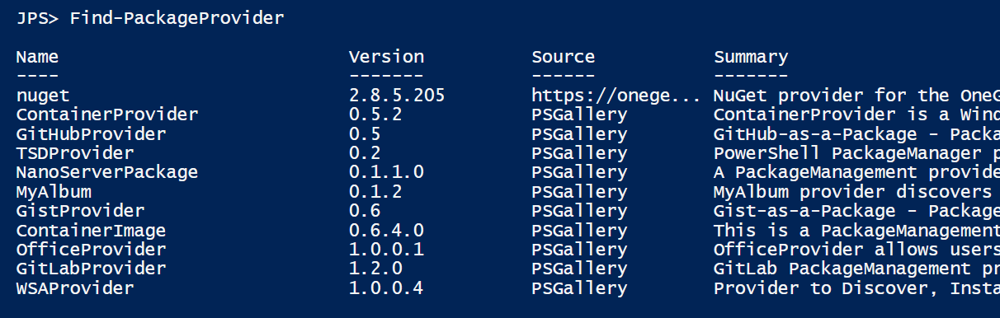 JPS> Find-PackageProvider
Name Version Source Summary
---- ------- ------ -------
nuget 2.8.5.205 https://onege... NuGet provider for the OneG
ContainerProvider 0.5.2 PSGallery ContainerProvider is a Wind
GitHubProvider 0.5 PSGallery GitHub-as-a-Package - Packa
TSDProvider 0.2 PSGallery PowerShell PackageManager p
NanoServerPackage 0.1.1.0 PSGallery A PackageManagement provide
MyAlbum 0.1.2 PSGallery MyAlbum provider discovers
GistProvider 0.6 PSGallery Gist-as-a-Package - Package
ContainerImage 0.6.4.0 PSGallery This is a PackageManagement
OfficeProvider 1.0.0.1 PSGallery OfficeProvider allows users
GitLabProvider 1.2.0 PSGallery GitLab PackageManagement pr
WSAProvider 1.0.0.4 PSGallery Provider to Discover, Insta